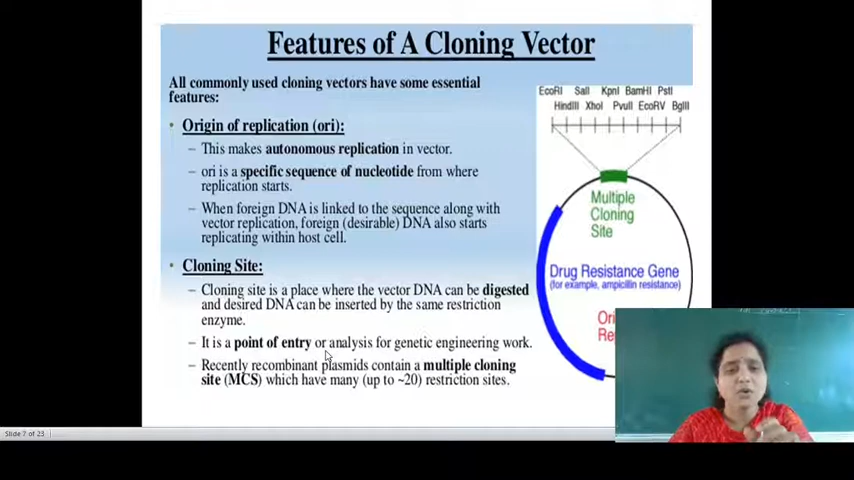 Features of A Cloning Vector
All commonly used cloning vectors have some essential
features:
• Origin of replication (ori):
– This makes autonomous replication in vector.
– ori is a specific sequence of nucleotide from where
replication starts.
– When foreign DNA is linked to the sequence along with
vector replication, foreign (desirable) DNA also starts
replicating within host cell.
• Cloning Site:
– Cloning site is a place where the vector DNA can be digested
and desired DNA can be inserted by the same restriction
enzyme.
– It is a point of entry or analysis for genetic engineering work.
– Recently recombinant plasmids contain a multiple cloning
site (MCS) which have many (up to ~20) restriction sites.
EcoRI SalI KpnI BamHI PstI
HindIII XhoI PvuII EcoRV BglII
Multiple
Cloning
Site
Drug Resistance Gene
(for example, ampicillin resistance)
Slide 7 of 23